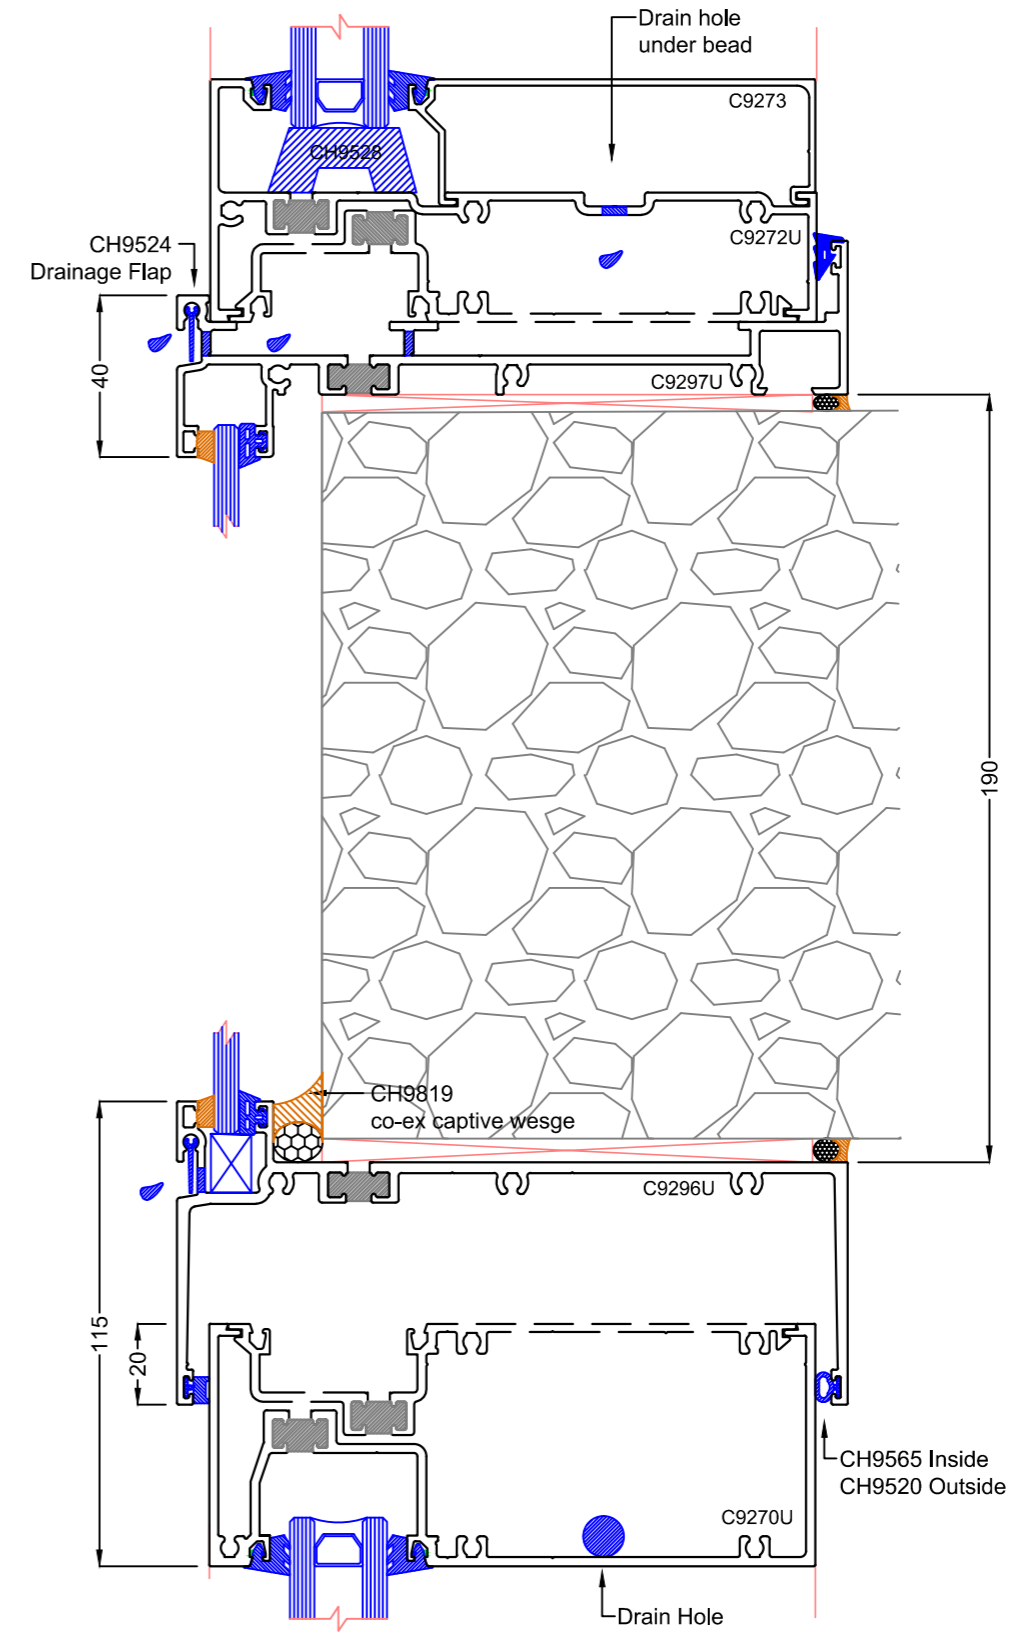 Drain hole
under bead
C9273
CH9528
C9272U
CH9524
Drainage Flap
40
C9297U
190
CH9819
co-ex captive wesge
C9296U
115
20
CH9565 Inside
CH9520 Outside
C9270U
Drain Hole